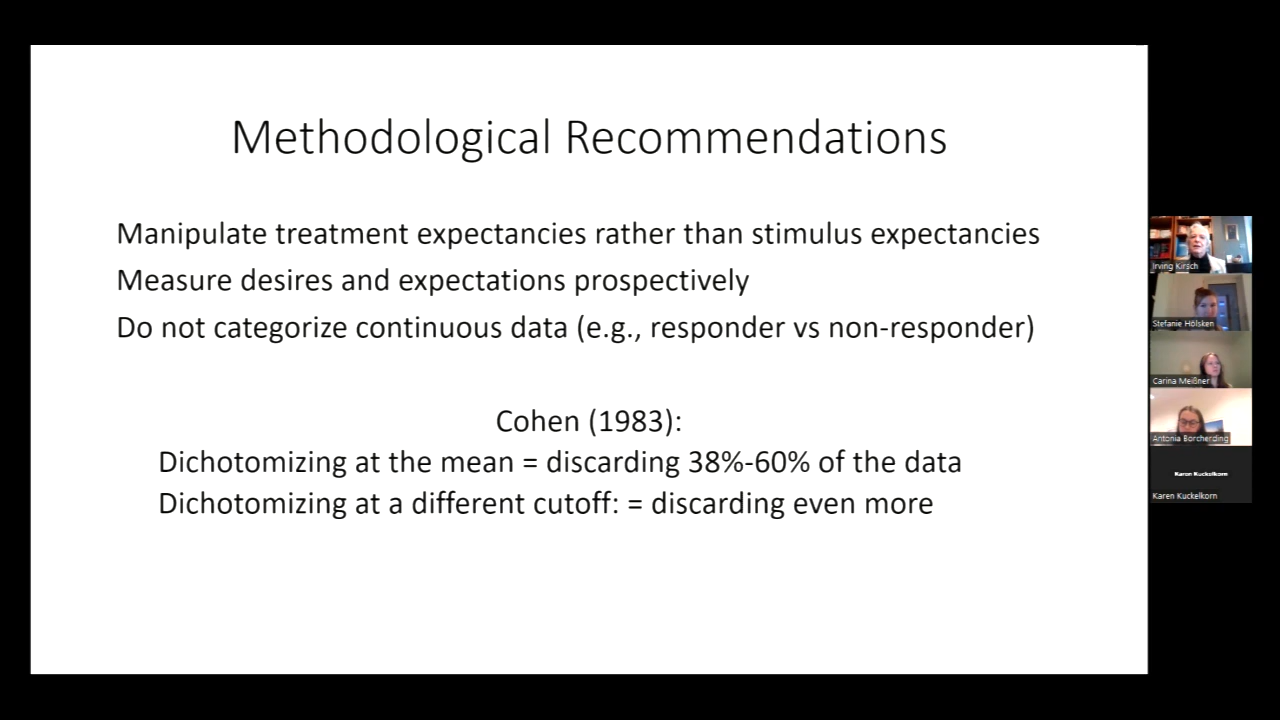 Methodological Recommendations
Manipulate treatment expectancies rather than stimulus expectancies
Measure desires and expectations prospectively
Do not categorize continuous data (e.g., responder vs non-responder)
Cohen (1983):
Dichotomizing at the mean = discarding 38%-60% of the data
Dichotomizing at a different cutoff: = discarding even more
Irving Kirsch
Stefanie Hölsken
Carina Meißner
Antonia Borcherding
Karen Kuckelkorn
Karen Kuckelkorn